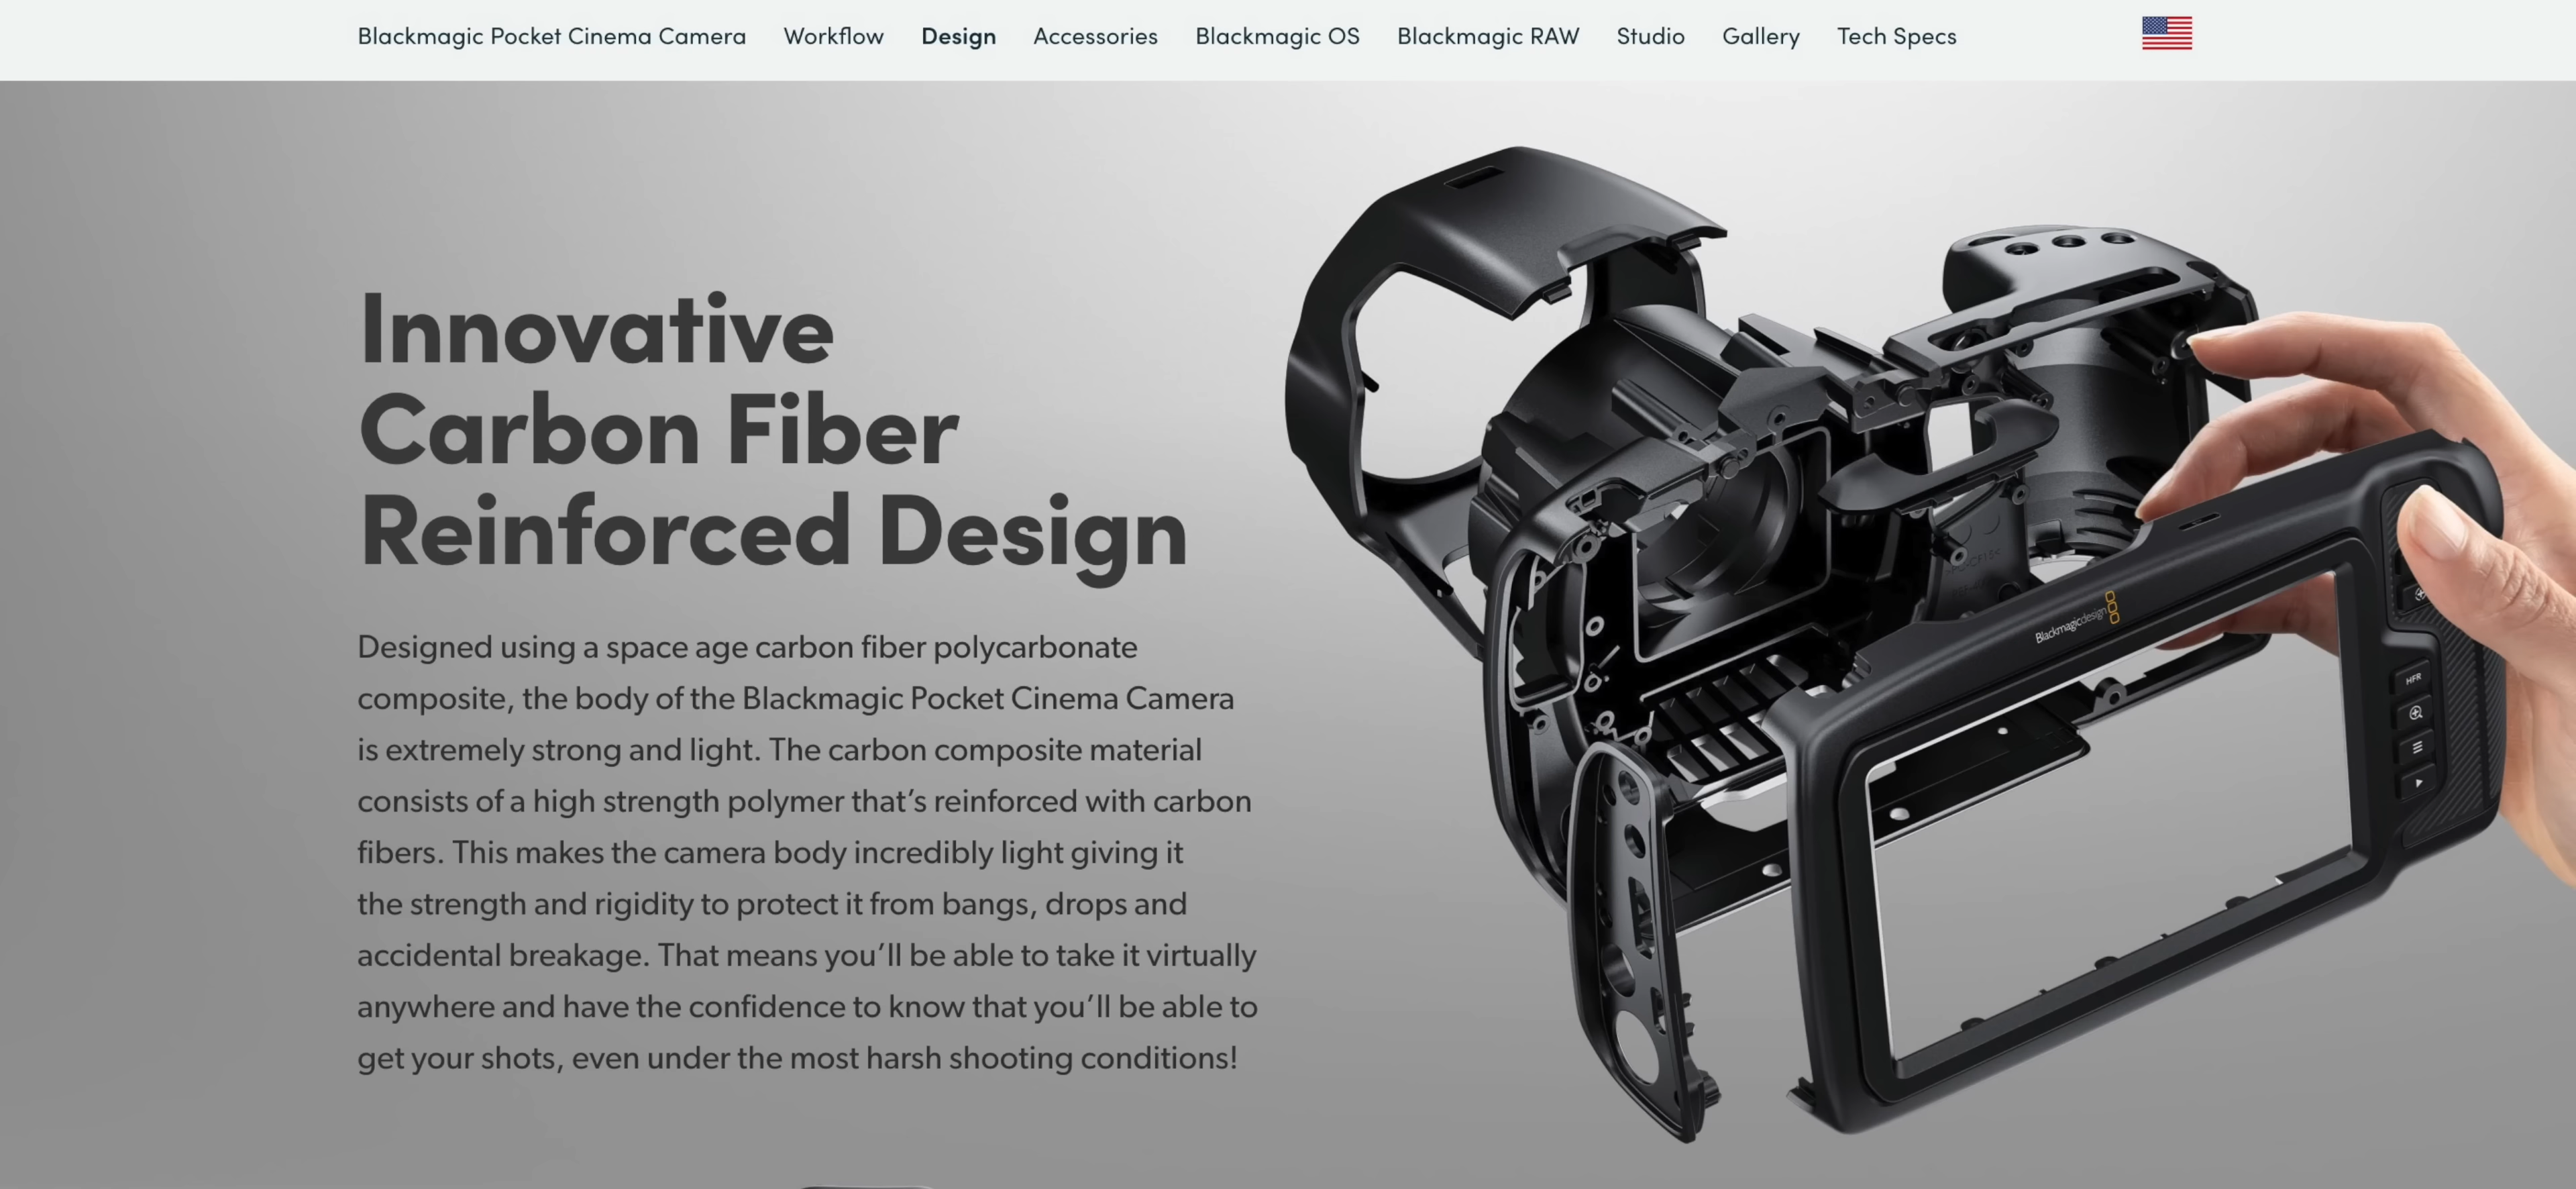 Blackmagic Pocket Cinema Camera Workflow Design Accessories Blackmagic OS Blackmagic RAW Studio Gallery Tech Specs
Innovative
Carbon Fiber
Reinforced Design
Designed using a space age carbon fiber polycarbonate
composite, the body of the Blackmagic Pocket Cinema Camera
is extremely strong and light. The carbon composite material
consists of a high strength polymer that’s reinforced with carbon
fibers. This makes the camera body incredibly light giving it
the strength and rigidity to protect it from bangs, drops and
accidental breakage. That means you’ll be able to take it virtually
anywhere and have the confidence to know that you’ll be able to
get your shots, even under the most harsh shooting conditions!
Blackmagicdesign
HFR